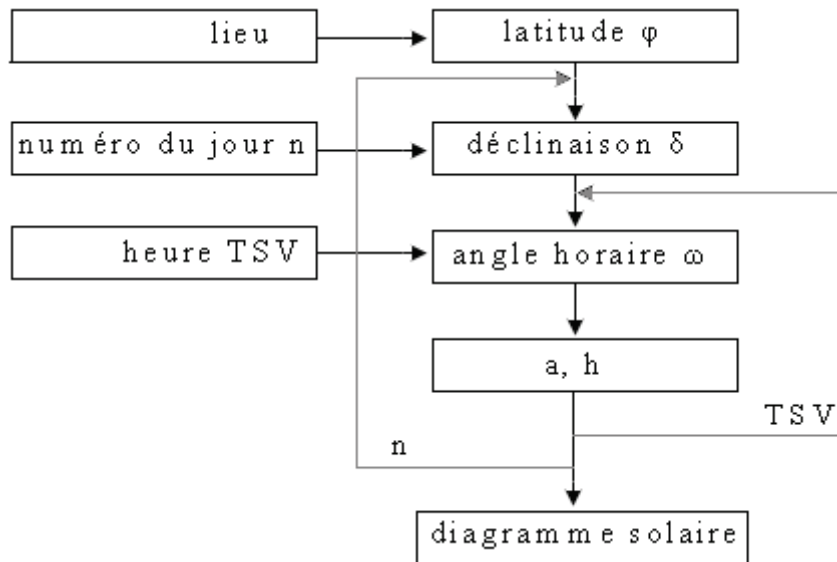 lieu
latitude φ
numéro du jour n
déclinaison δ
heure TSV
angle horaire ω
a, h
TSV
n
diagramme solaire